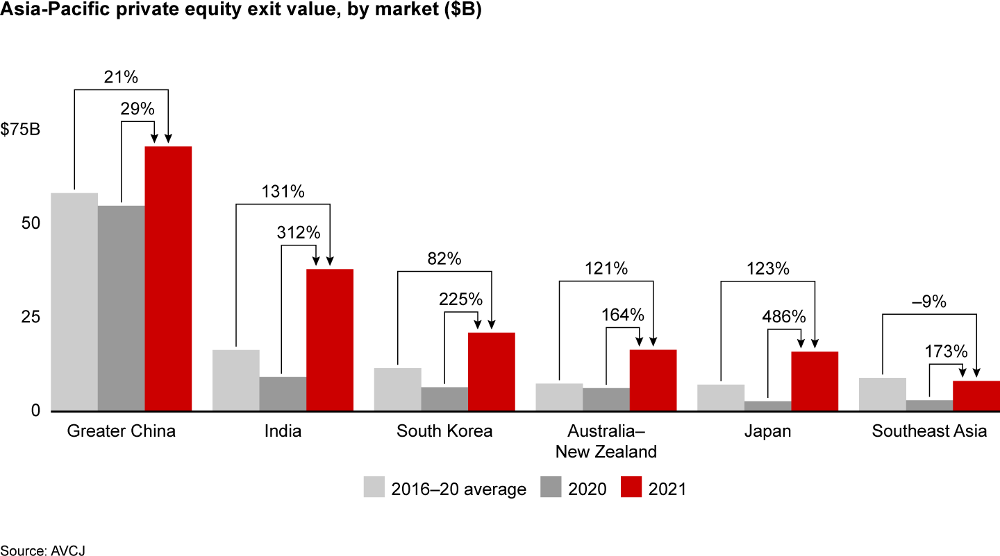 Asia-Pacific private equity exit value, by market ($B)
21%
29%
$75B
131%
312%
50
82%
225%
121%
164%
123%
486%
–9%
173%
25
0
Greater China
India
South Korea
Australia–
New Zealand
Japan
Southeast Asia
2016–20 average
2020
2021
Source: AVCJ